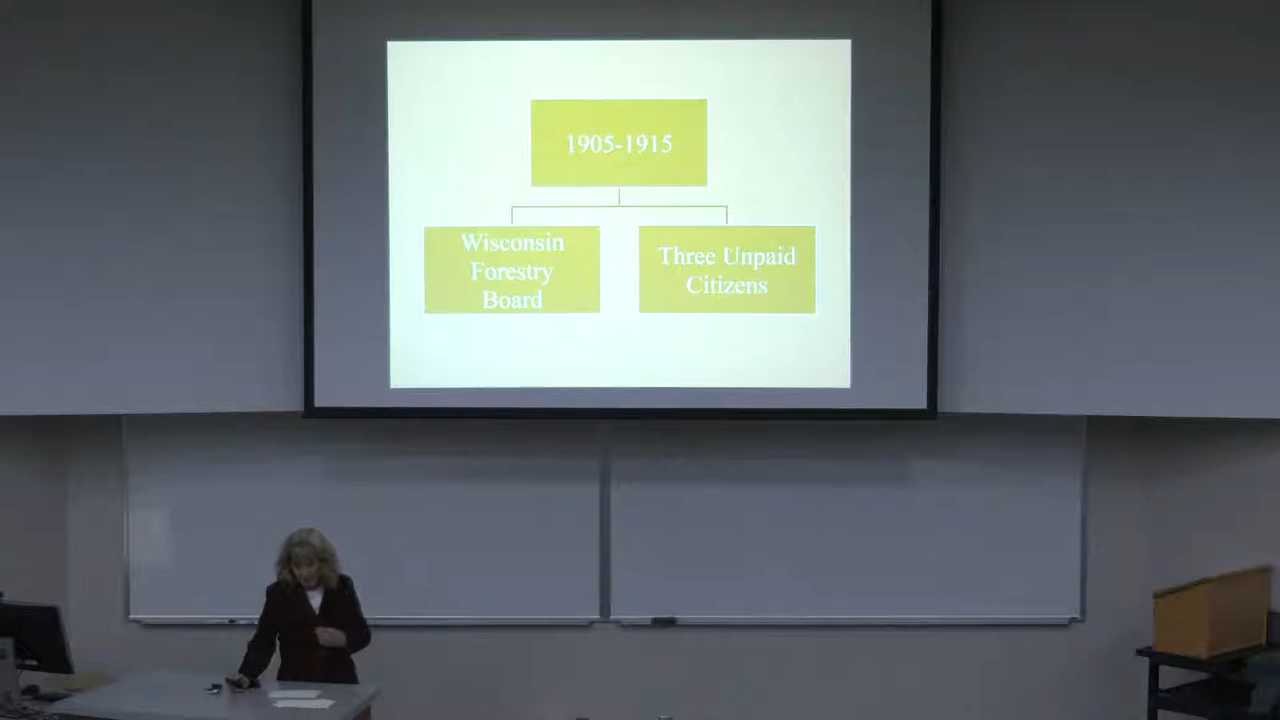 1905-1915
Wisconsin
Forestry
Board
Three Unpaid
Citizens